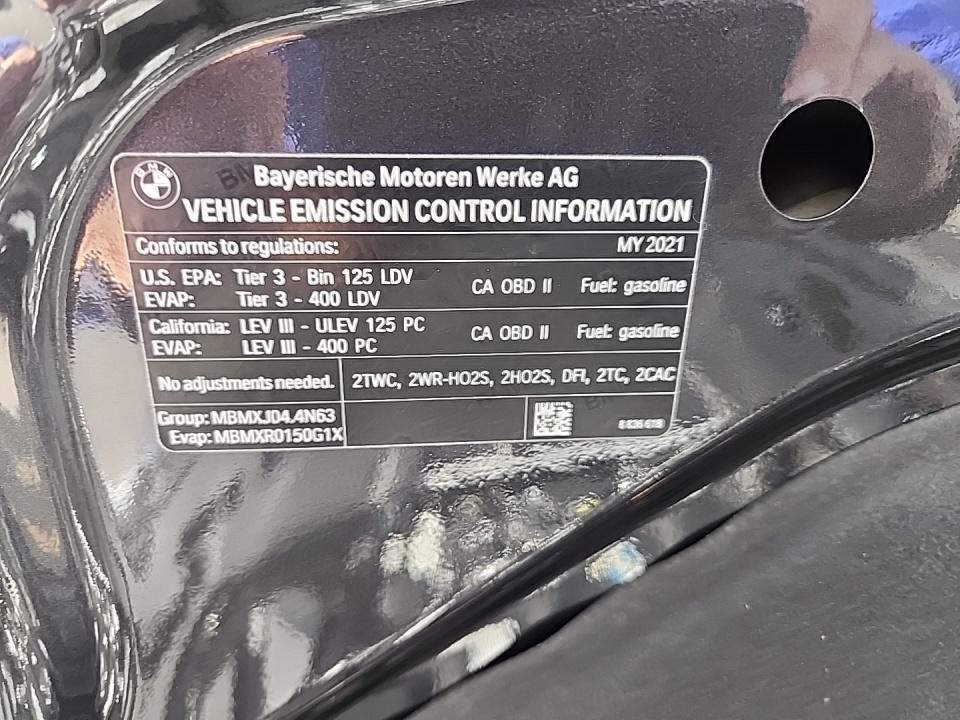 BMW
Bayerische Motoren Werke AG
VEHICLE EMISSION CONTROL INFORMATION
Conforms to regulations: MY 2021
U.S. EPA: Tier 3 - Bin 125 LDV CA OBD II Fuel: gasoline
EVAP: Tier 3 - 400 LDV
California: LEV III - ULEV 125 PC CA OBD II Fuel: gasoline
EVAP: LEV III - 400 PC
No adjustments needed. 2TWC, 2WR-HO2S, 2HO2S, DFI, 2TC, 2CAC
Group: MBMXJ04.4N63
Evap: MBMXR0150G1X